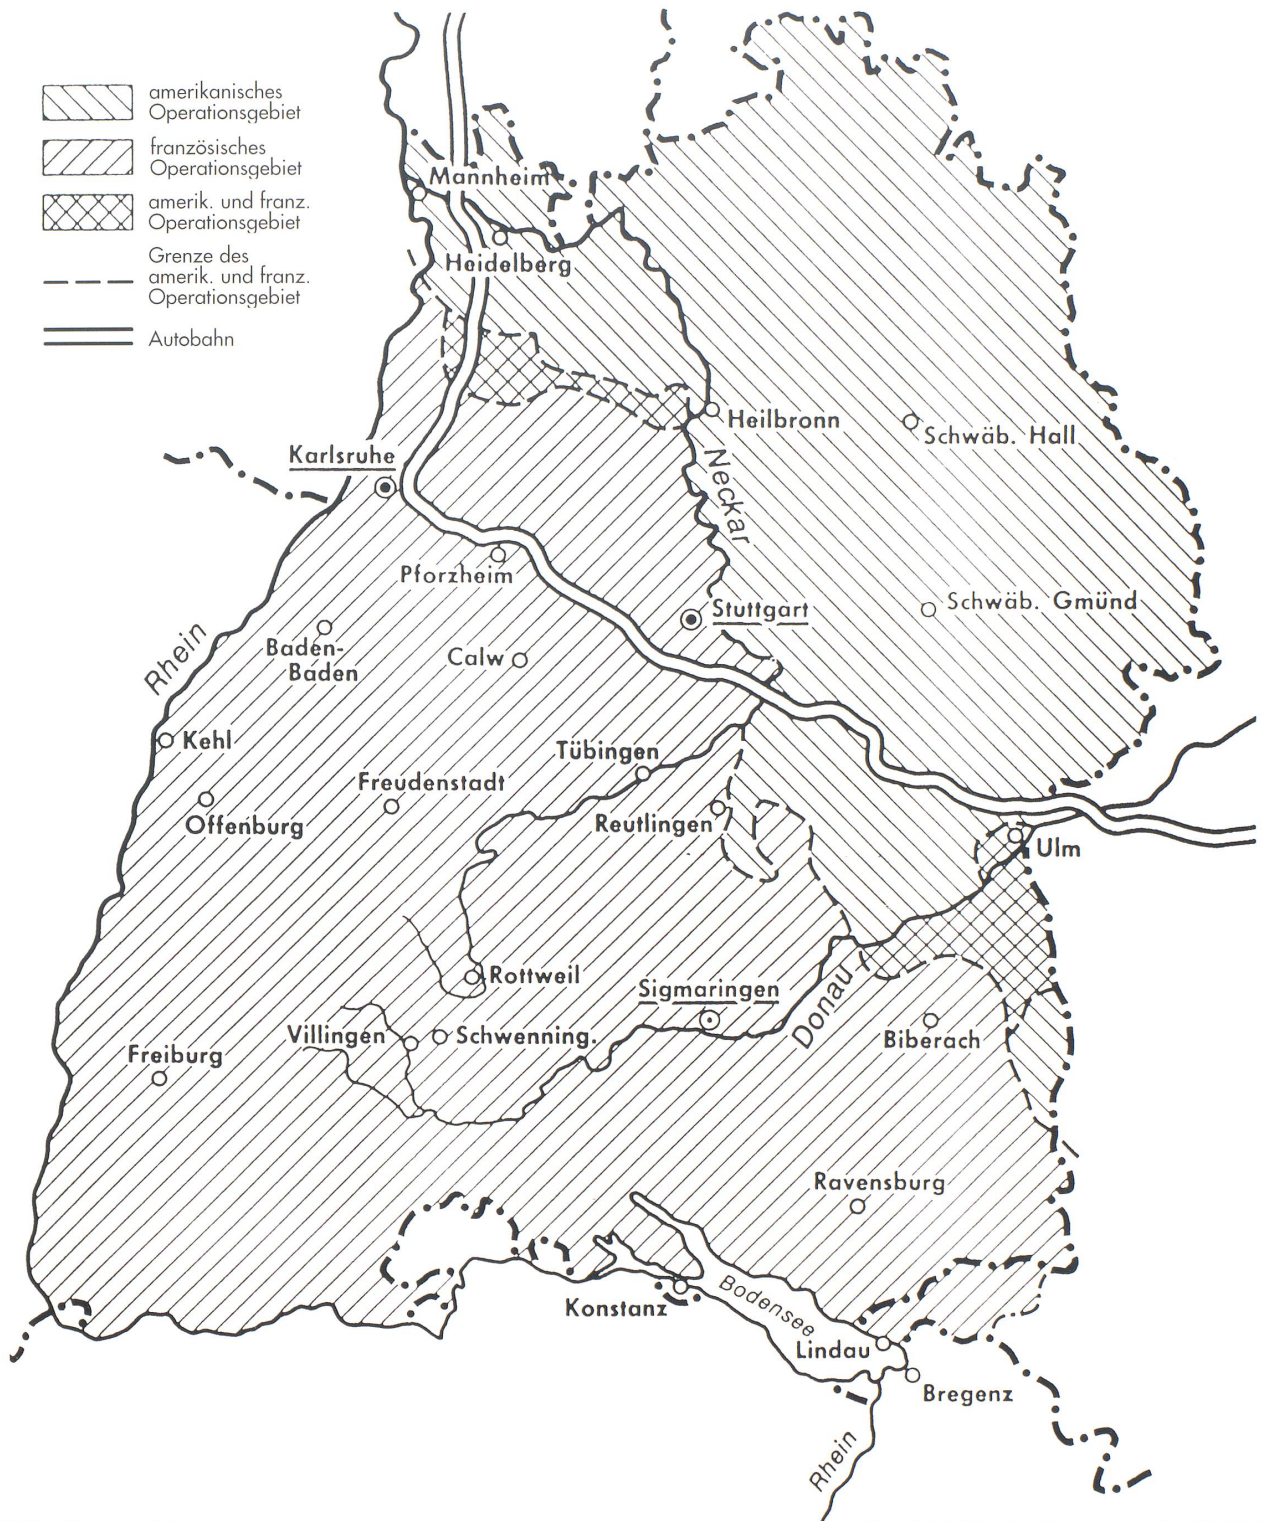 amerikanisches
Operationsgebiet
französisches
Operationsgebiet
amerik. und franz.
Operationsgebiet
Grenze des
amerik. und franz.
Operationsgebiet
Autobahn
Mannheim
Heidelberg
Heilbronn
Schwäb. Hall
Karlsruhe
Neckar
Pforzheim
Stuttgart
Schwäb. Gmünd
Rhein
Baden-
Baden
Calw
Kehl
Tübingen
Freudenstadt
Offenburg
Reutlingen
Ulm
Rottweil
Sigmaringen
Donau
Villingen
Schwenning.
Biberach
Freiburg
Ravensburg
Konstanz
Bodensee
Lindau
Bregenz
Rhein